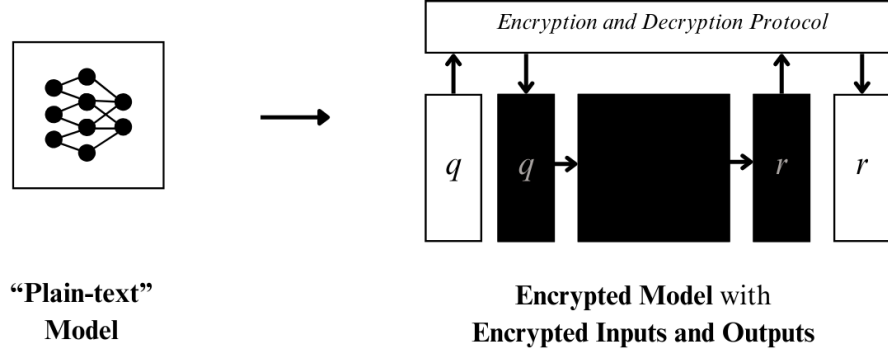 Encryption and Decryption Protocol
q q r r
“Plain-text”
Model
Encrypted Model with
Encrypted Inputs and Outputs